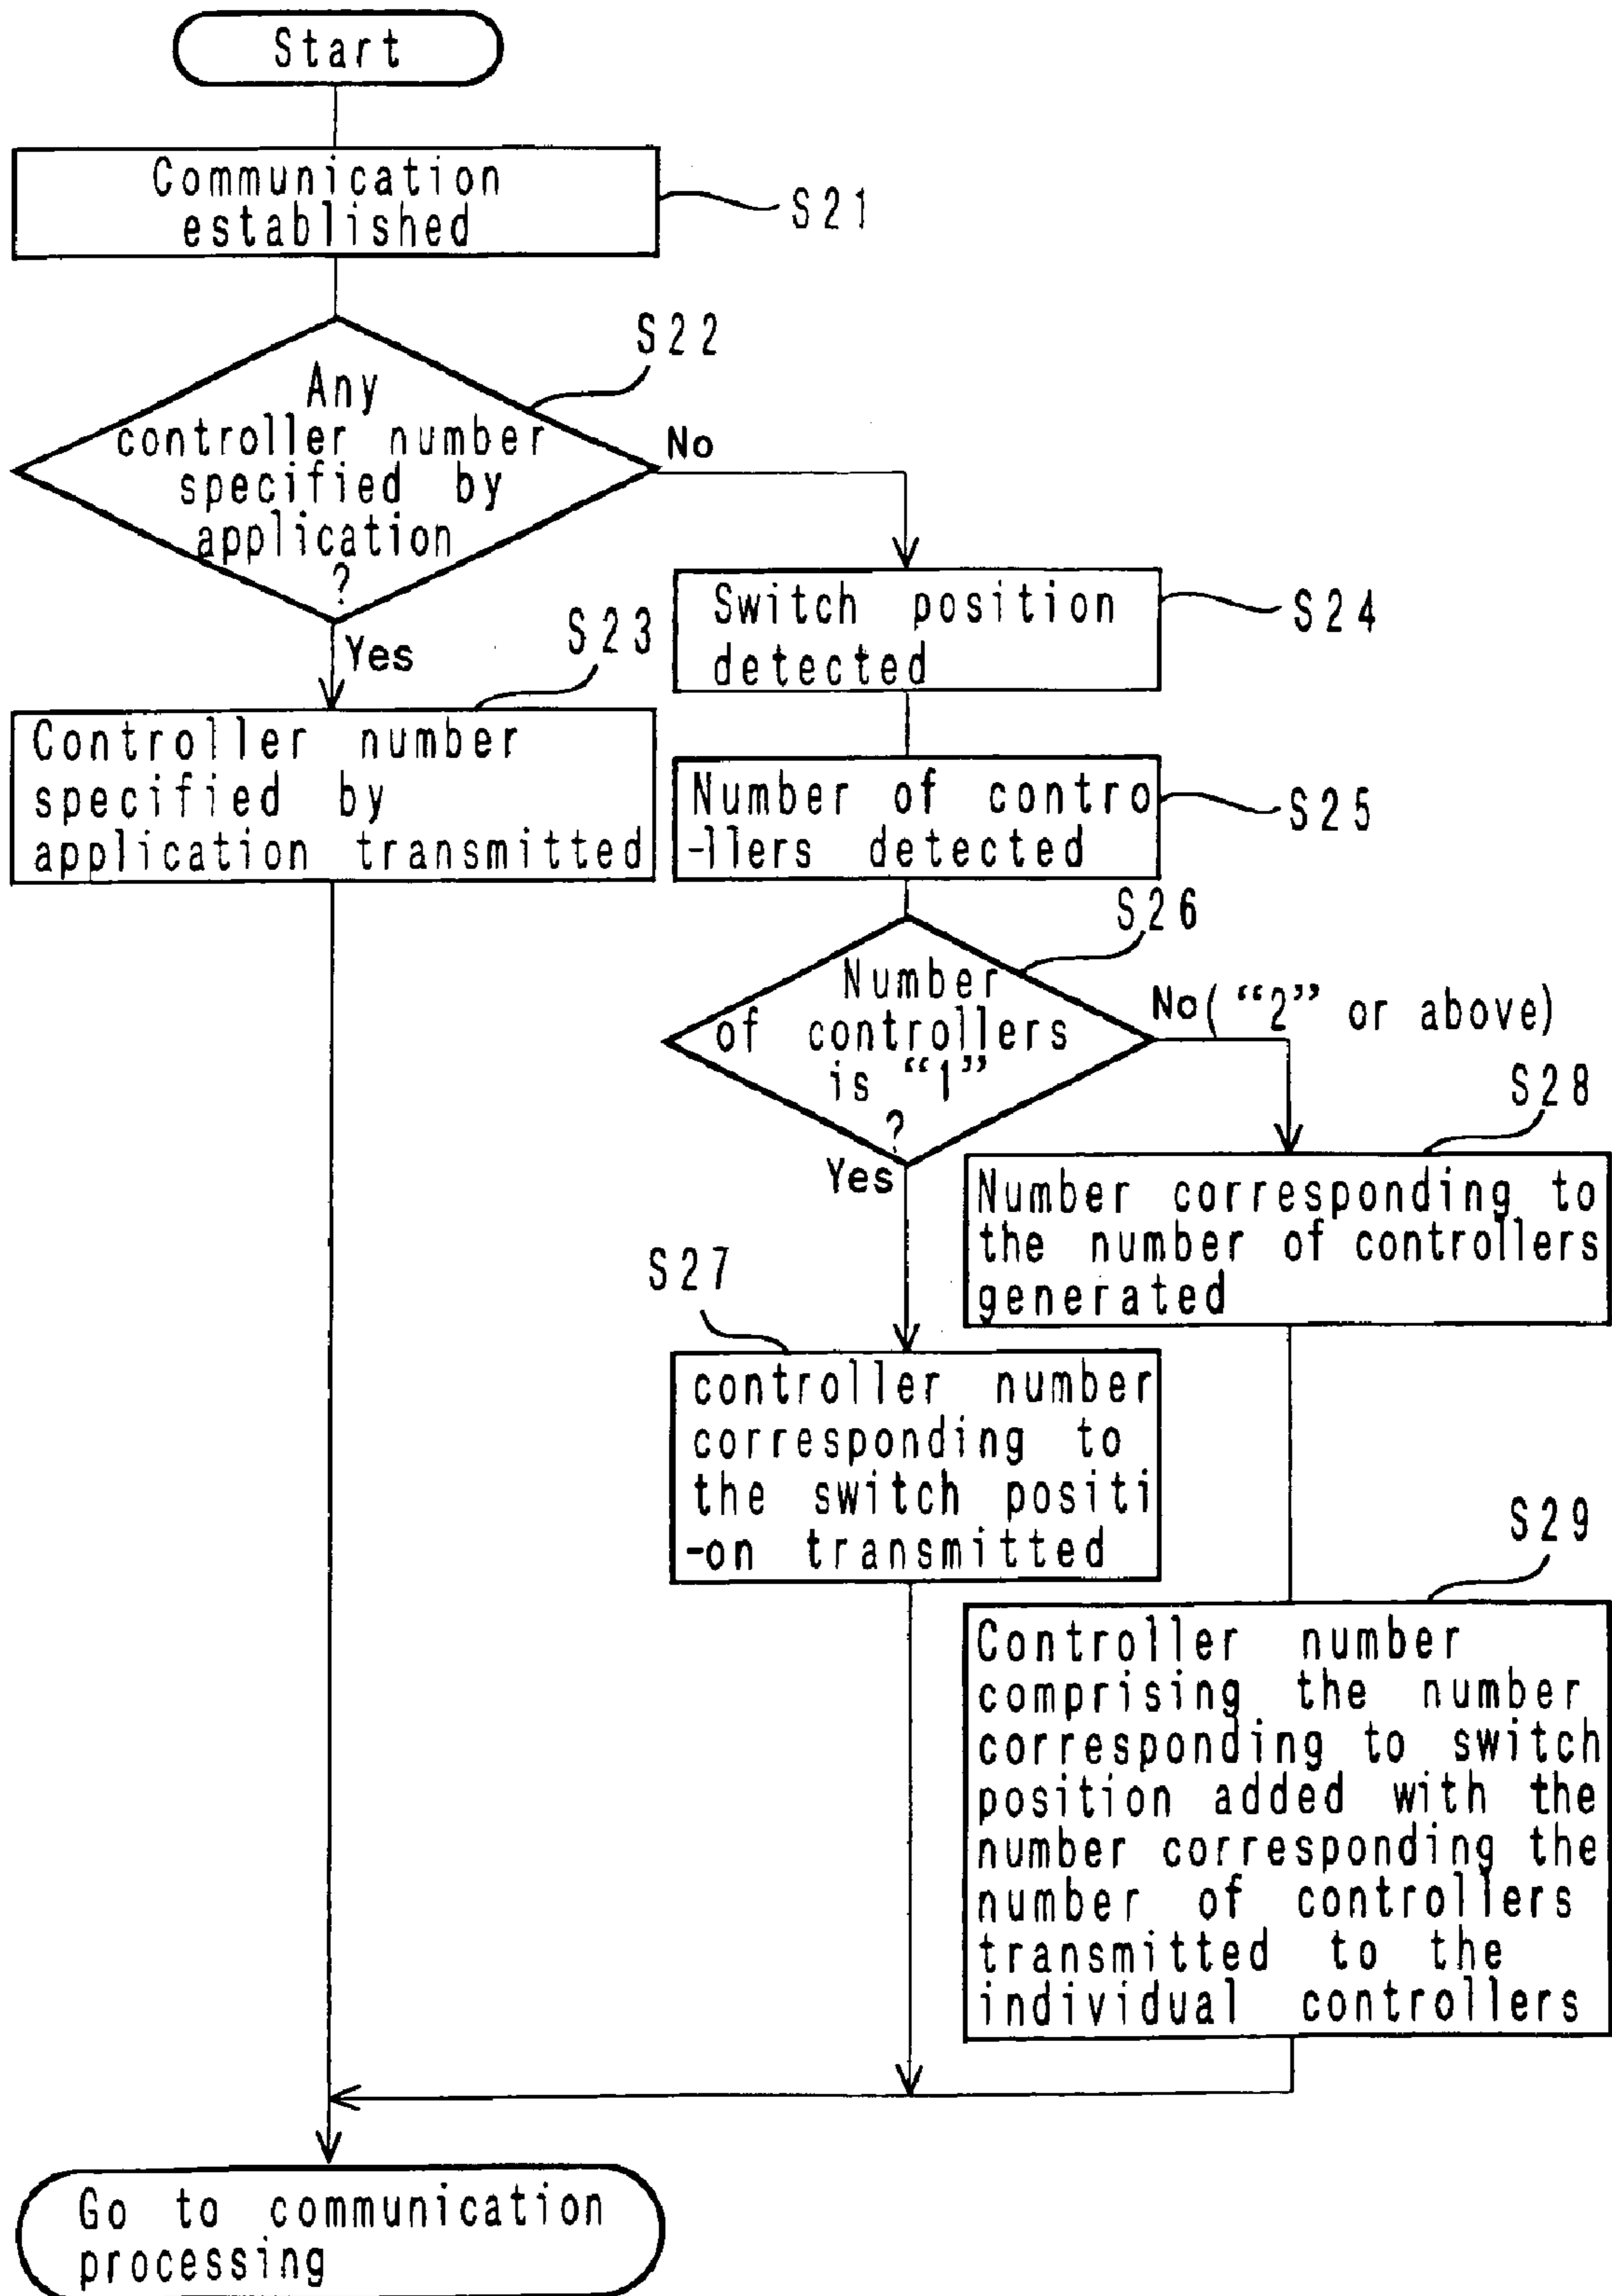 Start
Communication
established
S21
S22
Any
controller number
specified by
application
?
No
Yes
S23
Controller number
specified by
application transmitted
Switch position
detected
S24
Number of contro
-llers detected
S25
S26
Number
of controllers
is “1”
?
No(“2” or above)
Yes
S28
Number corresponding to
the number of controllers
generated
S27
controller number
corresponding to
the switch positi
-on transmitted
S29
Controller number
comprising the number
corresponding to switch
position added with the
number corresponding the
number of controllers
transmitted to the
individual controllers
Go to communication
processing